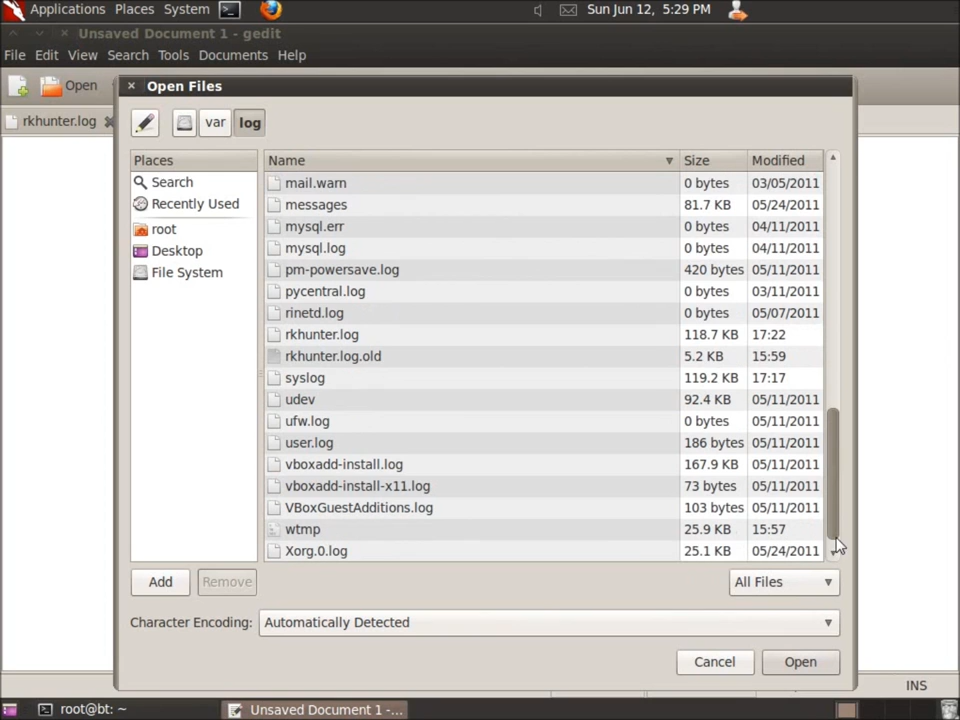 Applications Places System Sun Jun 12, 5:29 PM
Unsaved Document 1 - gedit
File Edit View Search Tools Documents Help
Open
Open Files
rkhunter.log
var log
Places
Search
Recently Used
root
Desktop
File System
Name Size Modified
mail.warn 0 bytes 03/05/2011
messages 81.7 KB 05/24/2011
mysql.err 0 bytes 04/11/2011
mysql.log 0 bytes 04/11/2011
pm-powersave.log 420 bytes 05/11/2011
pycentral.log 0 bytes 03/11/2011
rinetd.log 0 bytes 05/07/2011
rkhunter.log 118.7 KB 17:22
rkhunter.log.old 5.2 KB 15:59
syslog 119.2 KB 17:17
udev 92.4 KB 05/11/2011
ufw.log 0 bytes 05/11/2011
user.log 186 bytes 05/11/2011
vboxadd-install.log 167.9 KB 05/11/2011
vboxadd-install-x11.log 73 bytes 05/11/2011
VBoxGuestAdditions.log 103 bytes 05/11/2011
wtmp 25.9 KB 15:57
Xorg.0.log 25.1 KB 05/24/2011
Add Remove All Files
Character Encoding: Automatically Detected
Cancel Open
INS
root@bt: ~ Unsaved Document 1 -...